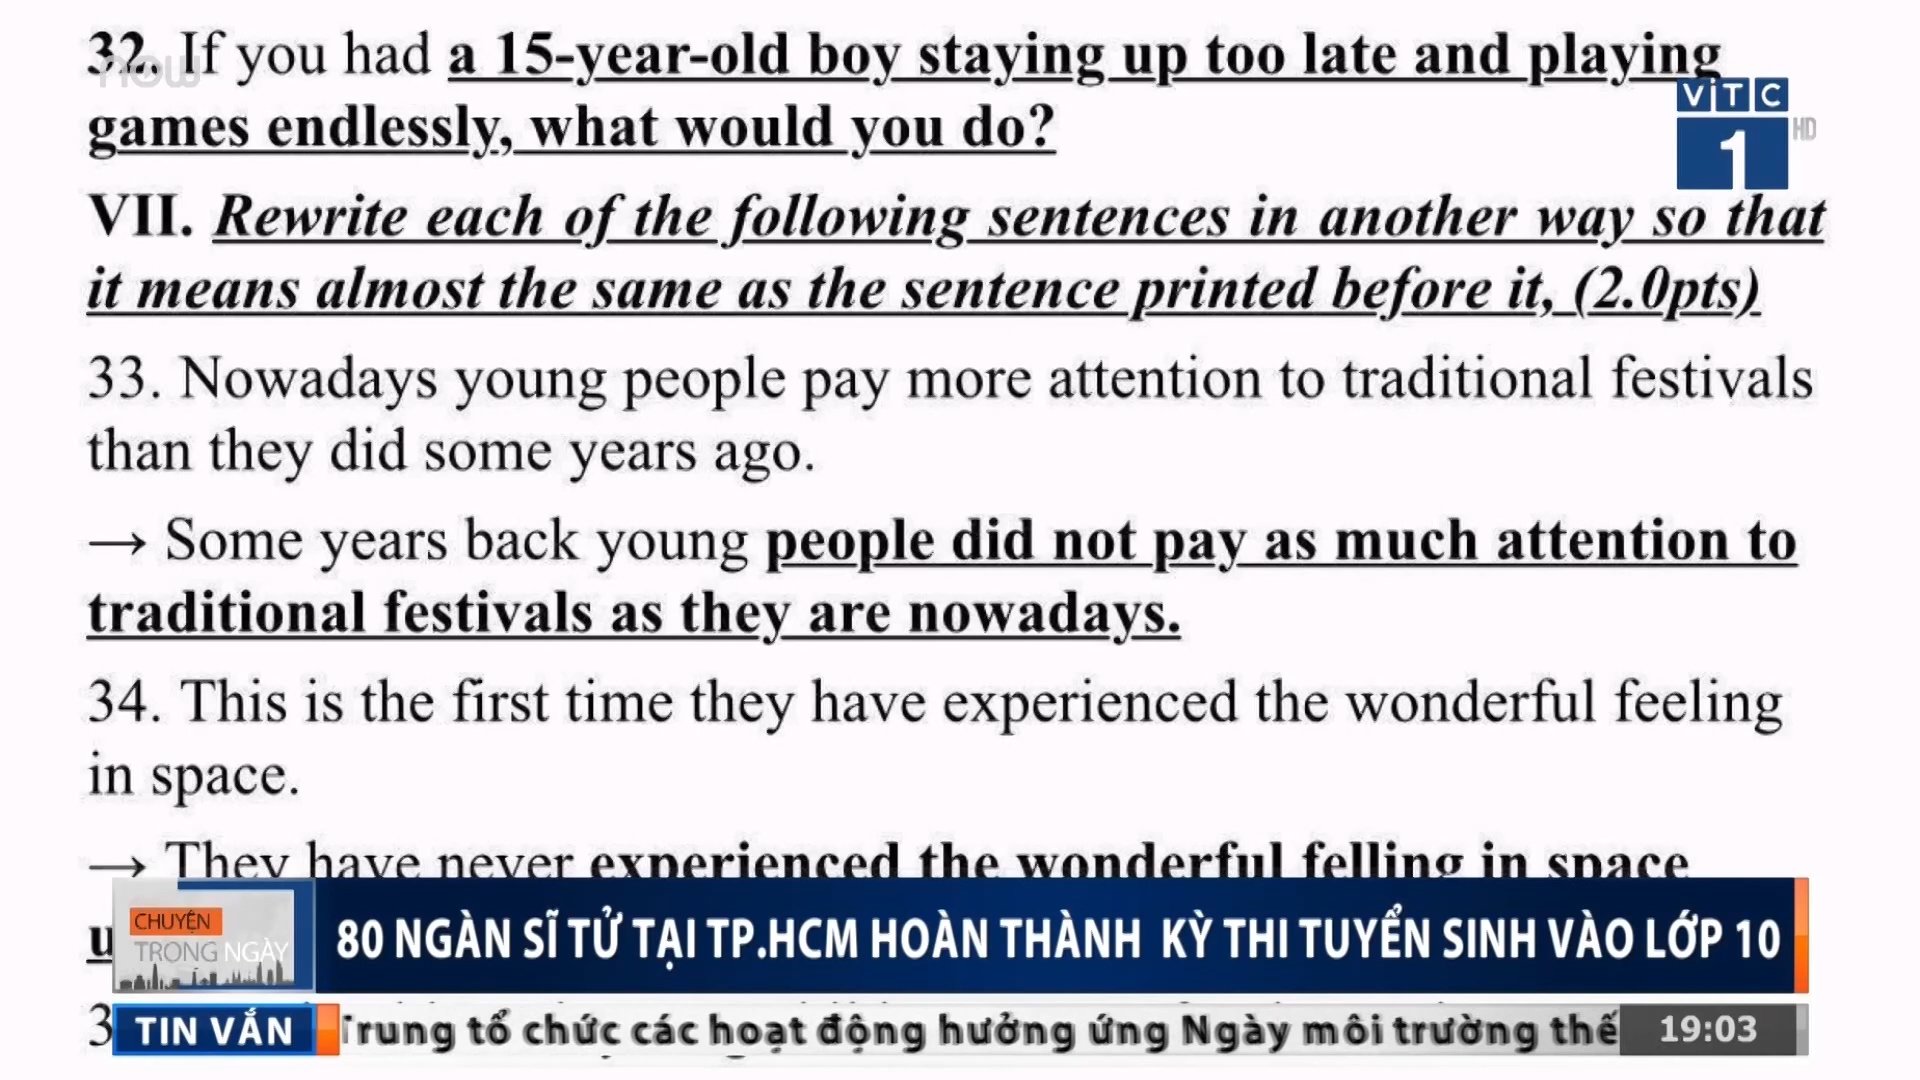 32. If you had a 15-year-old boy staying up too late and playing
now
games endlessly, what would you do?
ViTC
1
HD
VII. Rewrite each of the following sentences in another way so that
it means almost the same as the sentence printed before it, (2.0pts)
33. Nowadays young people pay more attention to traditional festivals
than they did some years ago.
→ Some years back young people did not pay as much attention to
traditional festivals as they are nowadays.
34. This is the first time they have experienced the wonderful feeling
in space.
→ They have never experienced the wonderful felling in space
CHUYỆN
TRONG NGÀY
80 NGÀN SĨ TỬ TẠI TP.HCM HOÀN THÀNH KỲ THI TUYỂN SINH VÀO LỚP 10
TIN VẮN
Trung tổ chức các hoạt động hưởng ứng Ngày môi trường thế
19:03